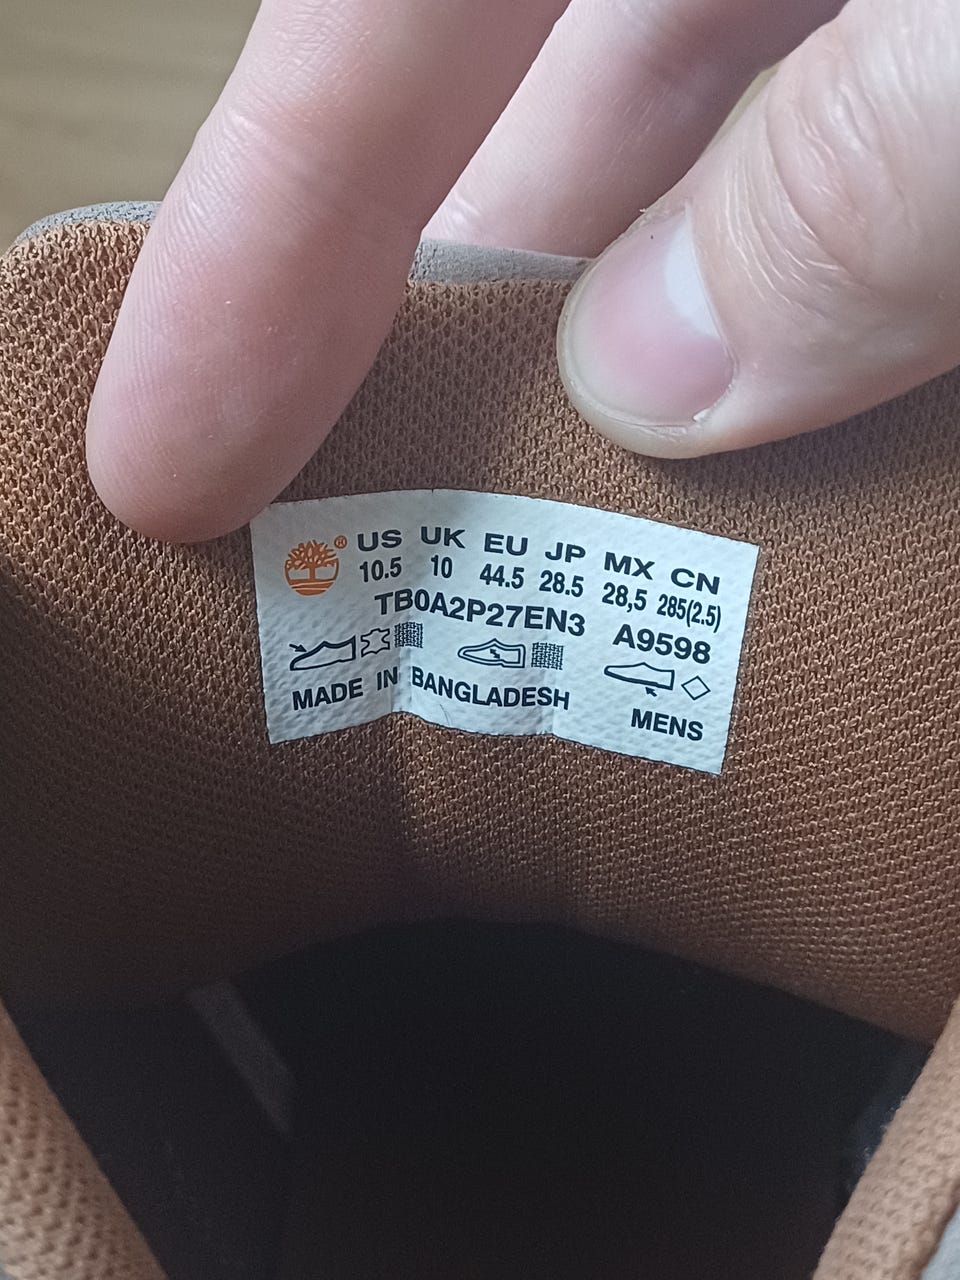 US UK EU JP MX CN
10.5 10 44.5 28.5 28,5 285(2.5)
TB0A2P27EN3 A9598
MADE IN BANGLADESH MENS